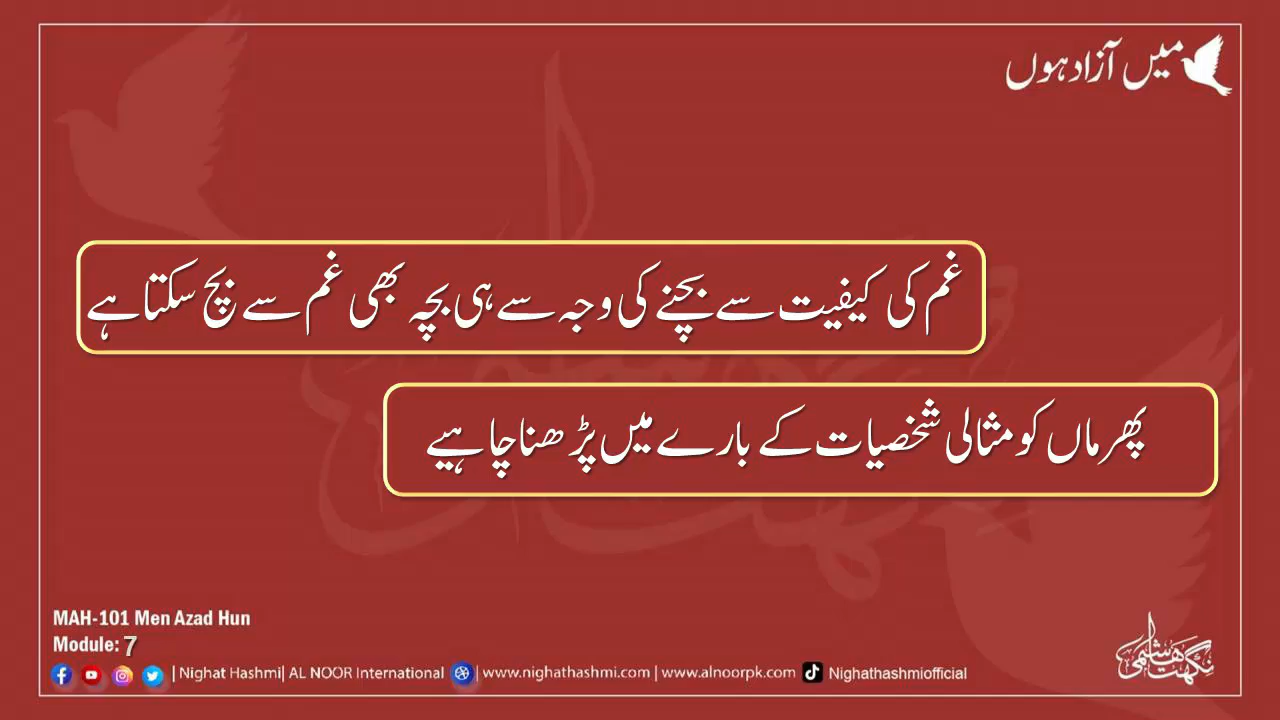 میں آزاد ہوں
غم کی کیفیت سے بچنے کی وجہ سے ہی بچہ بھی غم سے بچ سکتا ہے
پھر ماں کو مثالی شخصیات کے بارے میں پڑھنا چاہیے
MAH-101 Men Azad Hun
Module: 7
| Nighat Hashmi| AL NOOR International | www.nighathashmi.com | www.alnoorpk.com Nighathashmiofficial
نگہت ہاشمی